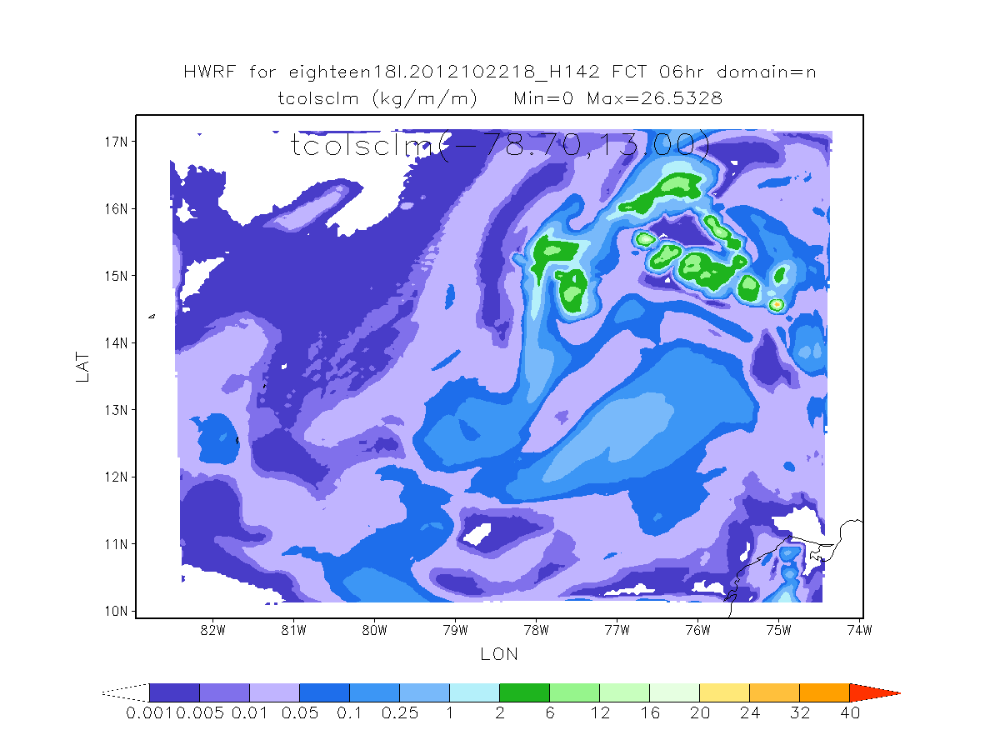 HWRF for eighteen18l.2012102218_H142 FCT 06hr domain=n
tcolsclm (kg/m/m) Min=0 Max=26.5328
tcolsclm(-78.70,13.00)
17N
16N
15N
14N
13N
12N
11N
10N
LAT
82W 81W 80W 79W 78W 77W 76W 75W 74W
LON
0.001 0.005 0.01 0.05 0.1 0.25 1 2 6 12 16 20 24 32 40